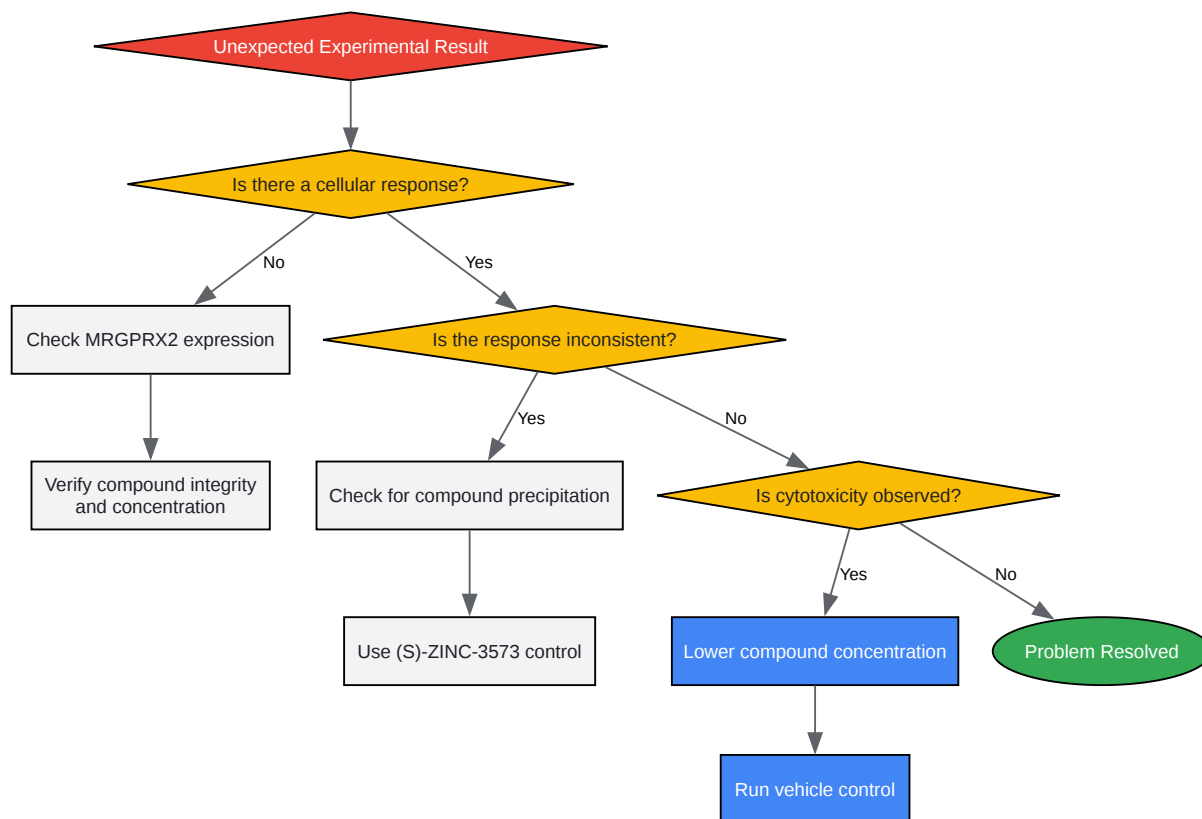 Unexpected Experimental Result
Is there a cellular response?
No
Yes
Check MRGPRX2 expression
Is the response inconsistent?
Yes
No
Verify compound integrity
and concentration
Check for compound precipitation
Is cytotoxicity observed?
Yes
No
Use (S)-ZINC-3573 control
Lower compound concentration
Problem Resolved
Run vehicle control